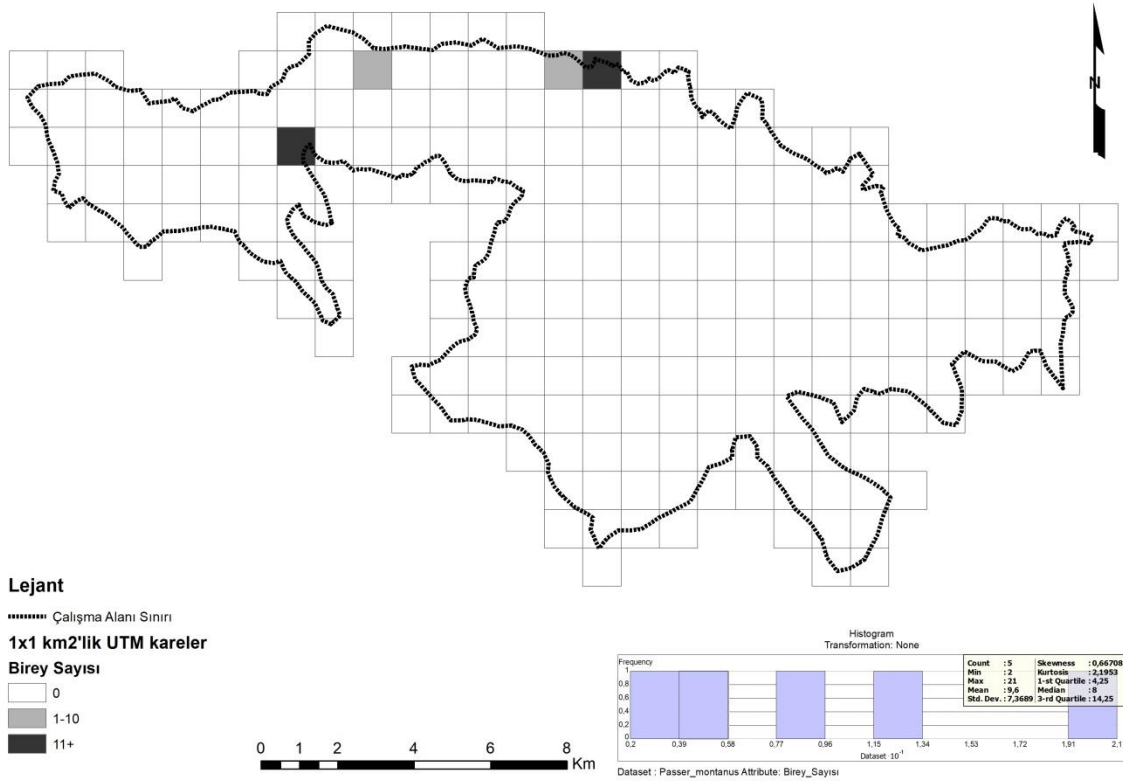 N
Lejant
Çalışma Alanı Sınırı
1x1 km2'lik UTM kareler
Birey Sayısı
0
1-10
11+
0 1 2 4 6 8
Km
Histogram
Transformation: None
Frequency
1
0,8
0,6
0,4
0,2
0
0,2 0,39 0,58 0,77 0,96 1,15 1,34 1,53 1,72 1,91 2,1
Dataset · 10⁻¹
Count : 5 Skewness : 0,66708
Min : 2 Kurtosis : 2,1953
Max : 21 1-st Quartile : 4,25
Mean : 9,6 Median : 8
Std. Dev. : 7,3689 3-rd Quartile : 14,25
Dataset : Passer_montanus Attribute: Birey_Sayısı